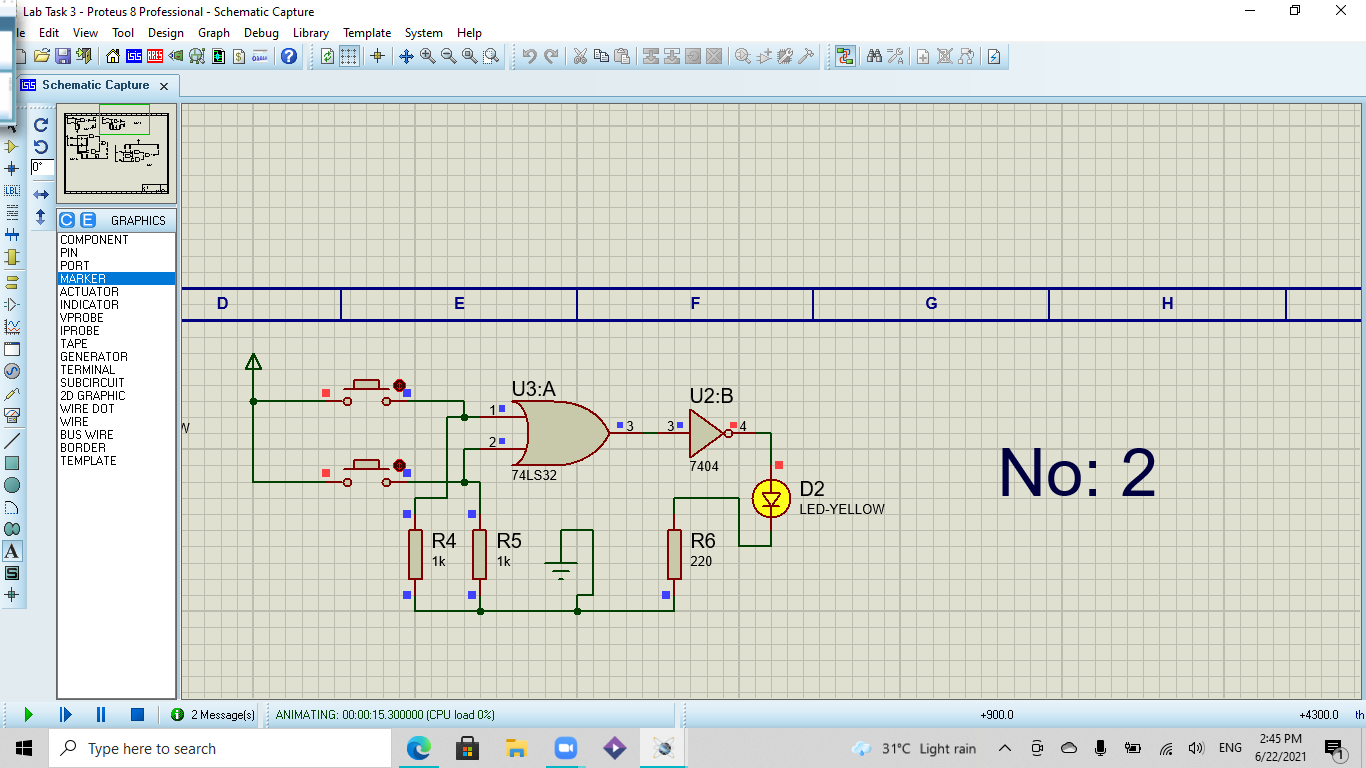 Lab Task 3 - Proteus 8 Professional - Schematic Capture
le Edit View Tool Design Graph Debug Library Template System Help
Schematic Capture
0°
LBL
C E GRAPHICS
COMPONENT
PIN
PORT
MARKER
ACTUATOR
INDICATOR
VPROBE
IPROBE
TAPE
GENERATOR
TERMINAL
SUBCIRCUIT
2D GRAPHIC
WIRE DOT
WIRE
BUS WIRE
BORDER
TEMPLATE
A
S
D E F G H
W
U3:A
1
2
3
74LS32
U2:B
3 4
7404
D2
LED-YELLOW
R4
1k
R5
1k
R6
220
No: 2
2 Message(s) ANIMATING: 00:00:15.300000 (CPU load 0%) +900.0 +4300.0 th
Type here to search
31°C Light rain
ENG
2:45 PM
6/22/2021
1